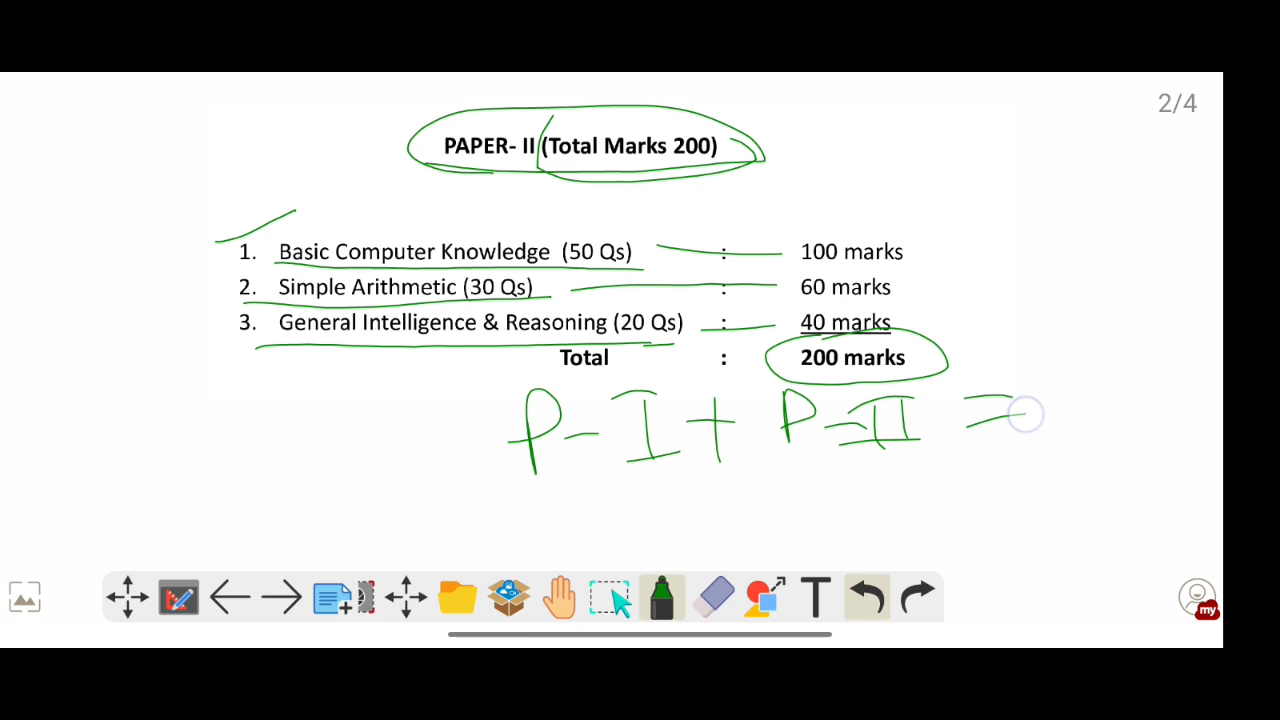 2/4
PAPER- II (Total Marks 200)
1. Basic Computer Knowledge (50 Qs) : 100 marks
2. Simple Arithmetic (30 Qs) : 60 marks
3. General Intelligence & Reasoning (20 Qs) : 40 marks
Total : 200 marks
P-I + P-II =
T
my